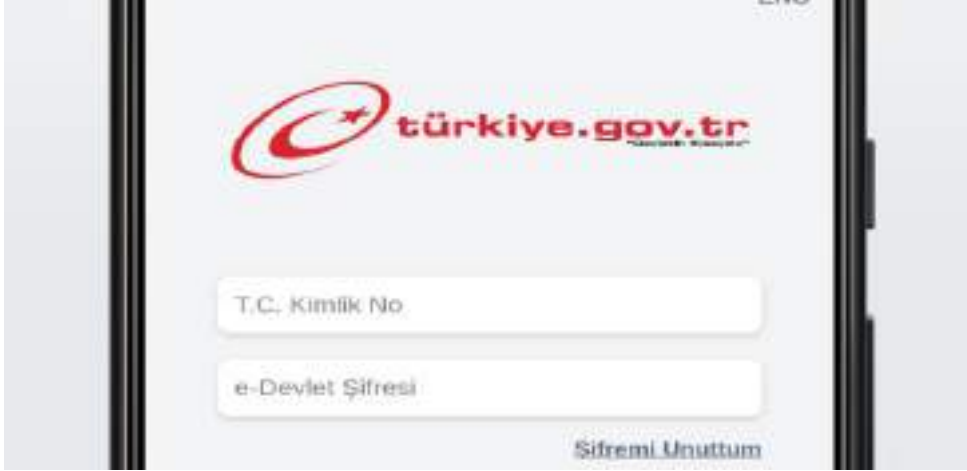 türkiye.gov.tr
T.C. Kimlik No
e-Devlet Şifresi
Şifremi Unuttum